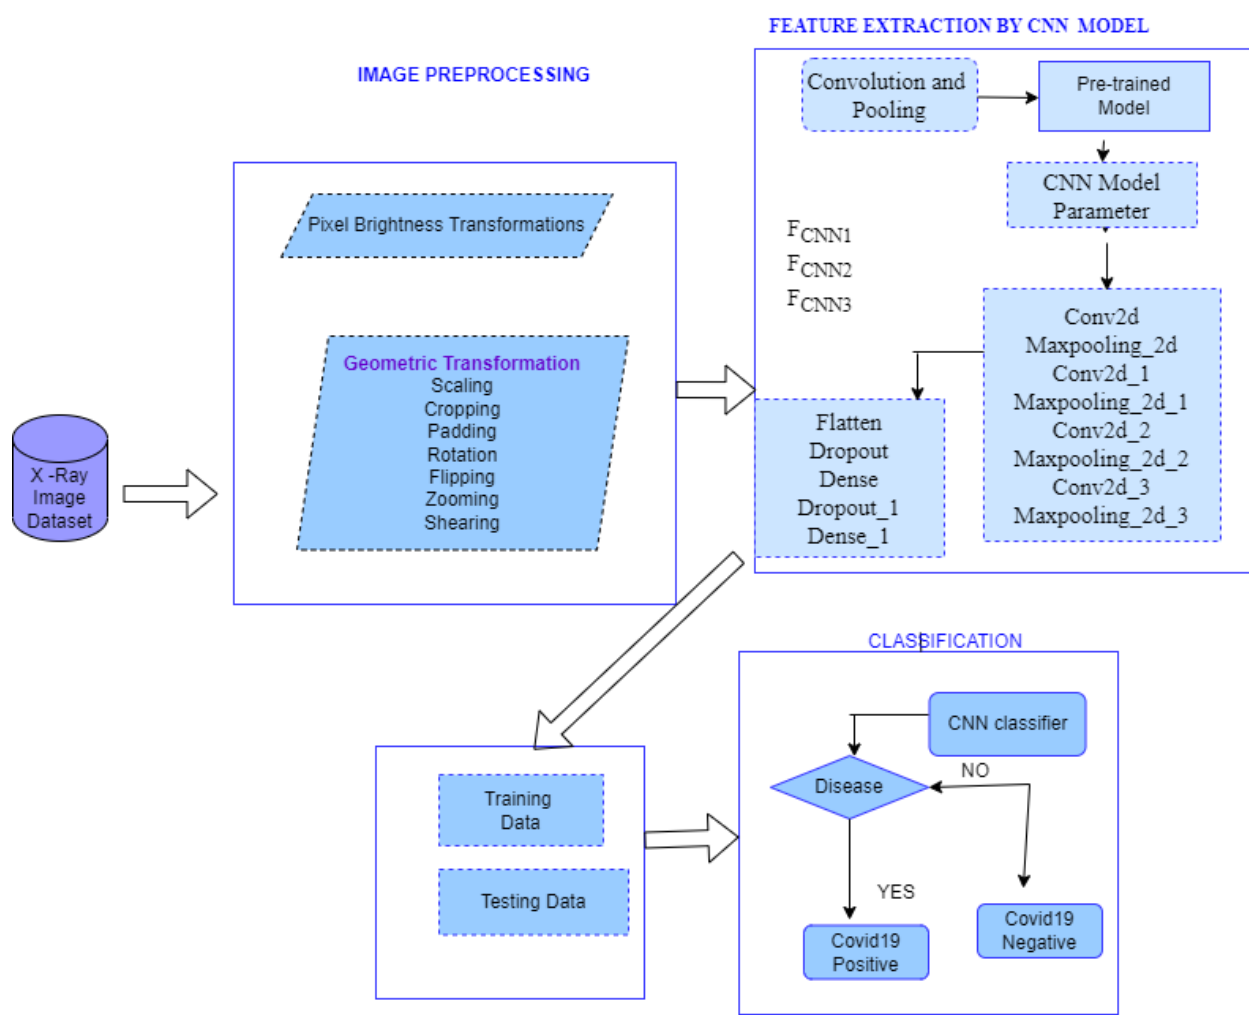 FEATURE EXTRACTION BY CNN MODEL
IMAGE PREPROCESSING
Convolution and
Pooling
Pre-trained
Model
CNN Model
Parameter
Pixel Brightness Transformations
F_CNN1
F_CNN2
F_CNN3
Conv2d
Maxpooling_2d
Conv2d_1
Maxpooling_2d_1
Conv2d_2
Maxpooling_2d_2
Conv2d_3
Maxpooling_2d_3
Geometric Transformation
Scaling
Cropping
Padding
Rotation
Flipping
Zooming
Shearing
Flatten
Dropout
Dense
Dropout_1
Dense_1
X -Ray
Image
Dataset
CLASSIFICATION
CNN classifier
Disease
NO
YES
Training
Data
Testing Data
Covid19
Positive
Covid19
Negative